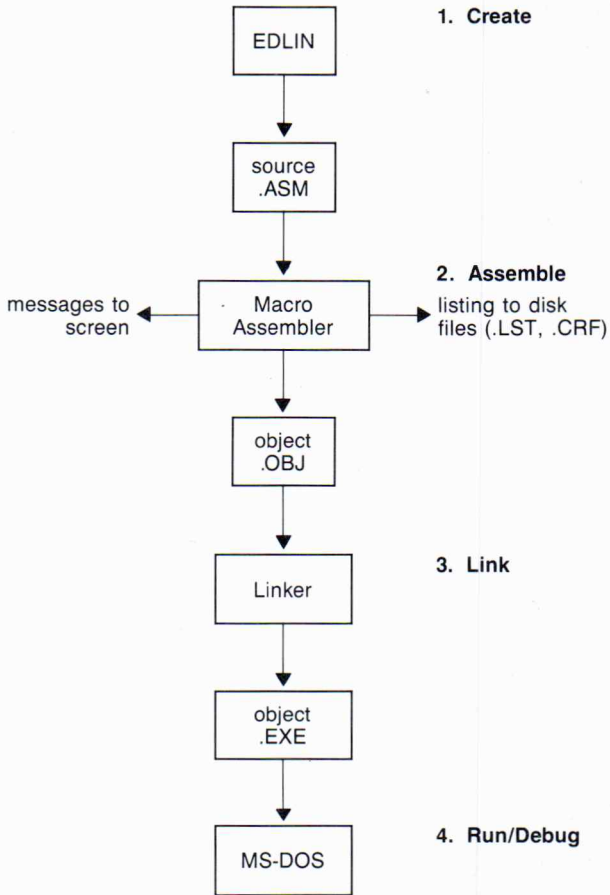 1. Create
EDLIN
source
.ASM
2. Assemble
messages to
screen
Macro
Assembler
listing to disk
files (.LST, .CRF)
object
.OBJ
3. Link
Linker
object
.EXE
4. Run/Debug
MS-DOS